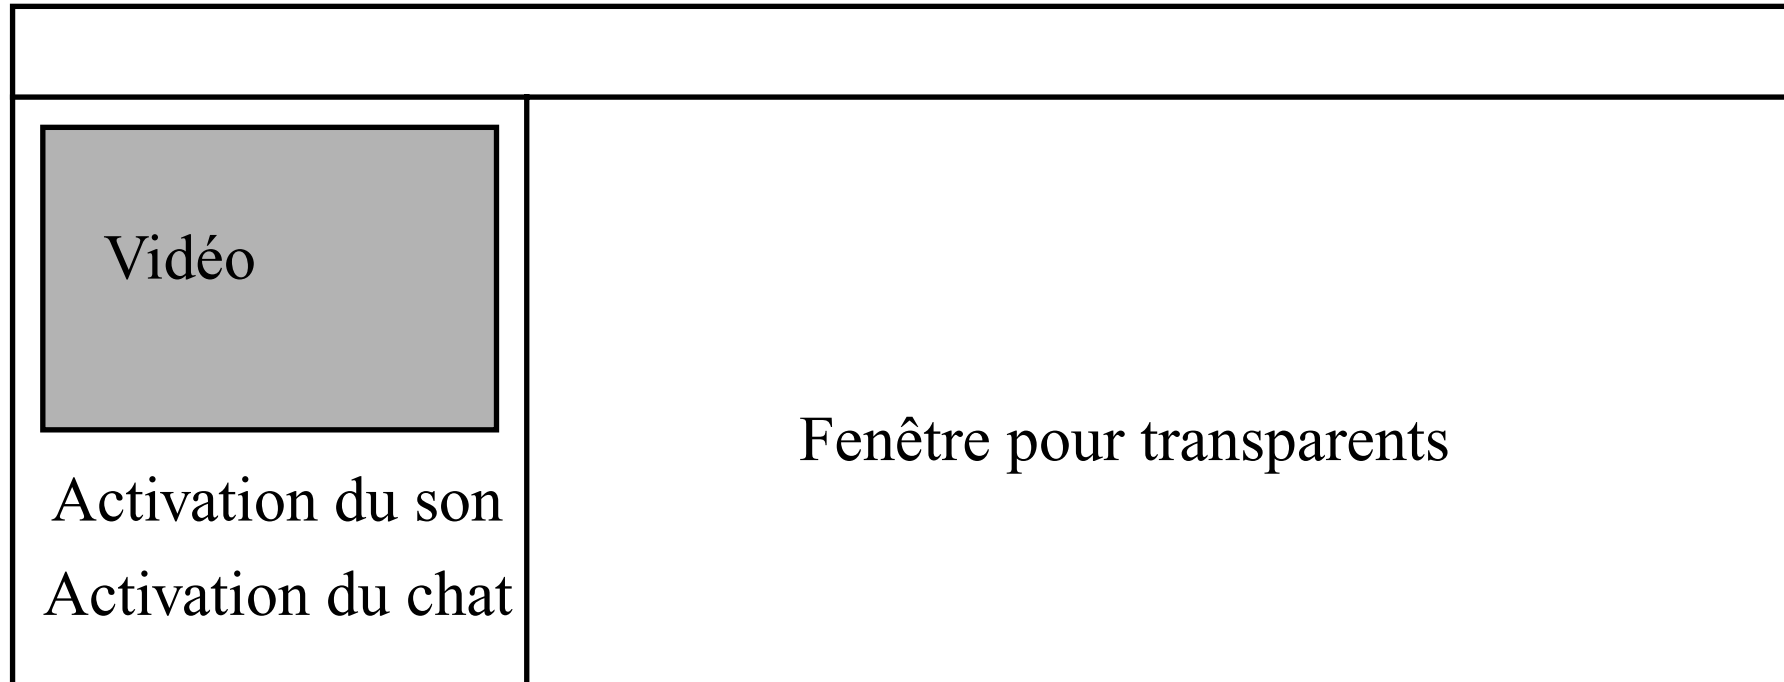 Vidéo
Activation du son
Activation du chat
Fenêtre pour transparents